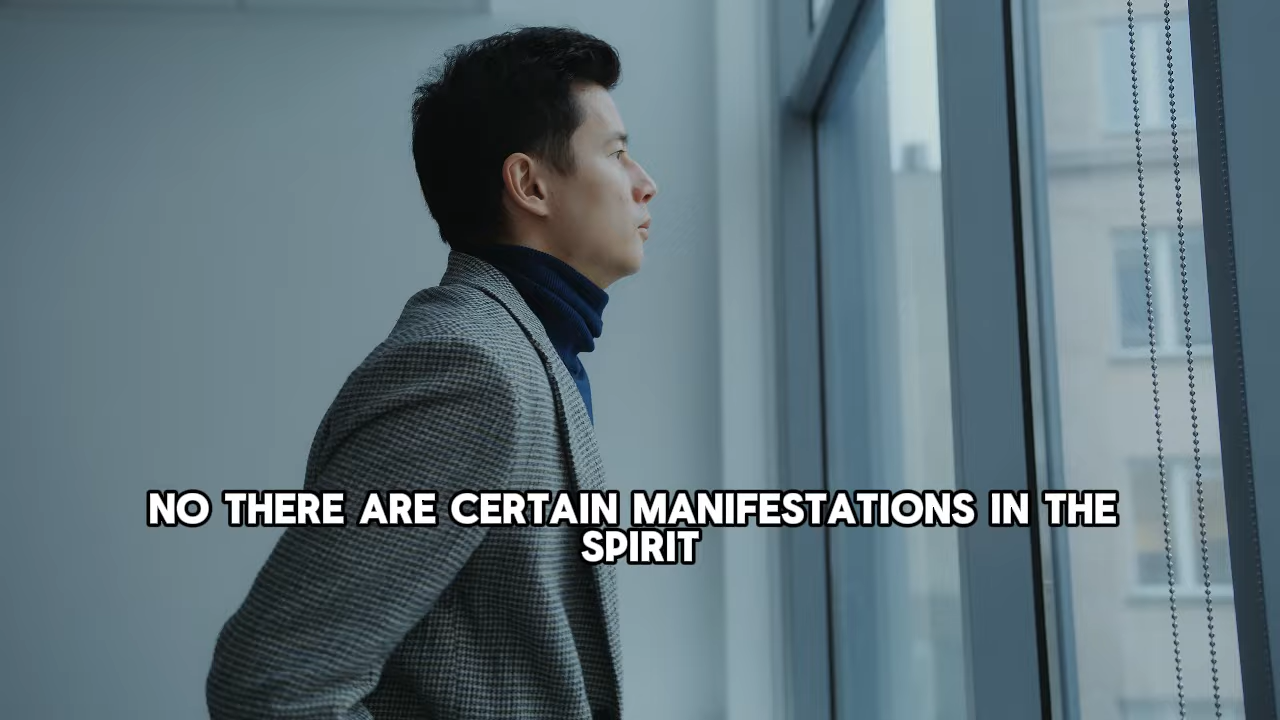 NO THERE ARE CERTAIN MANIFESTATIONS IN THE
SPIRIT